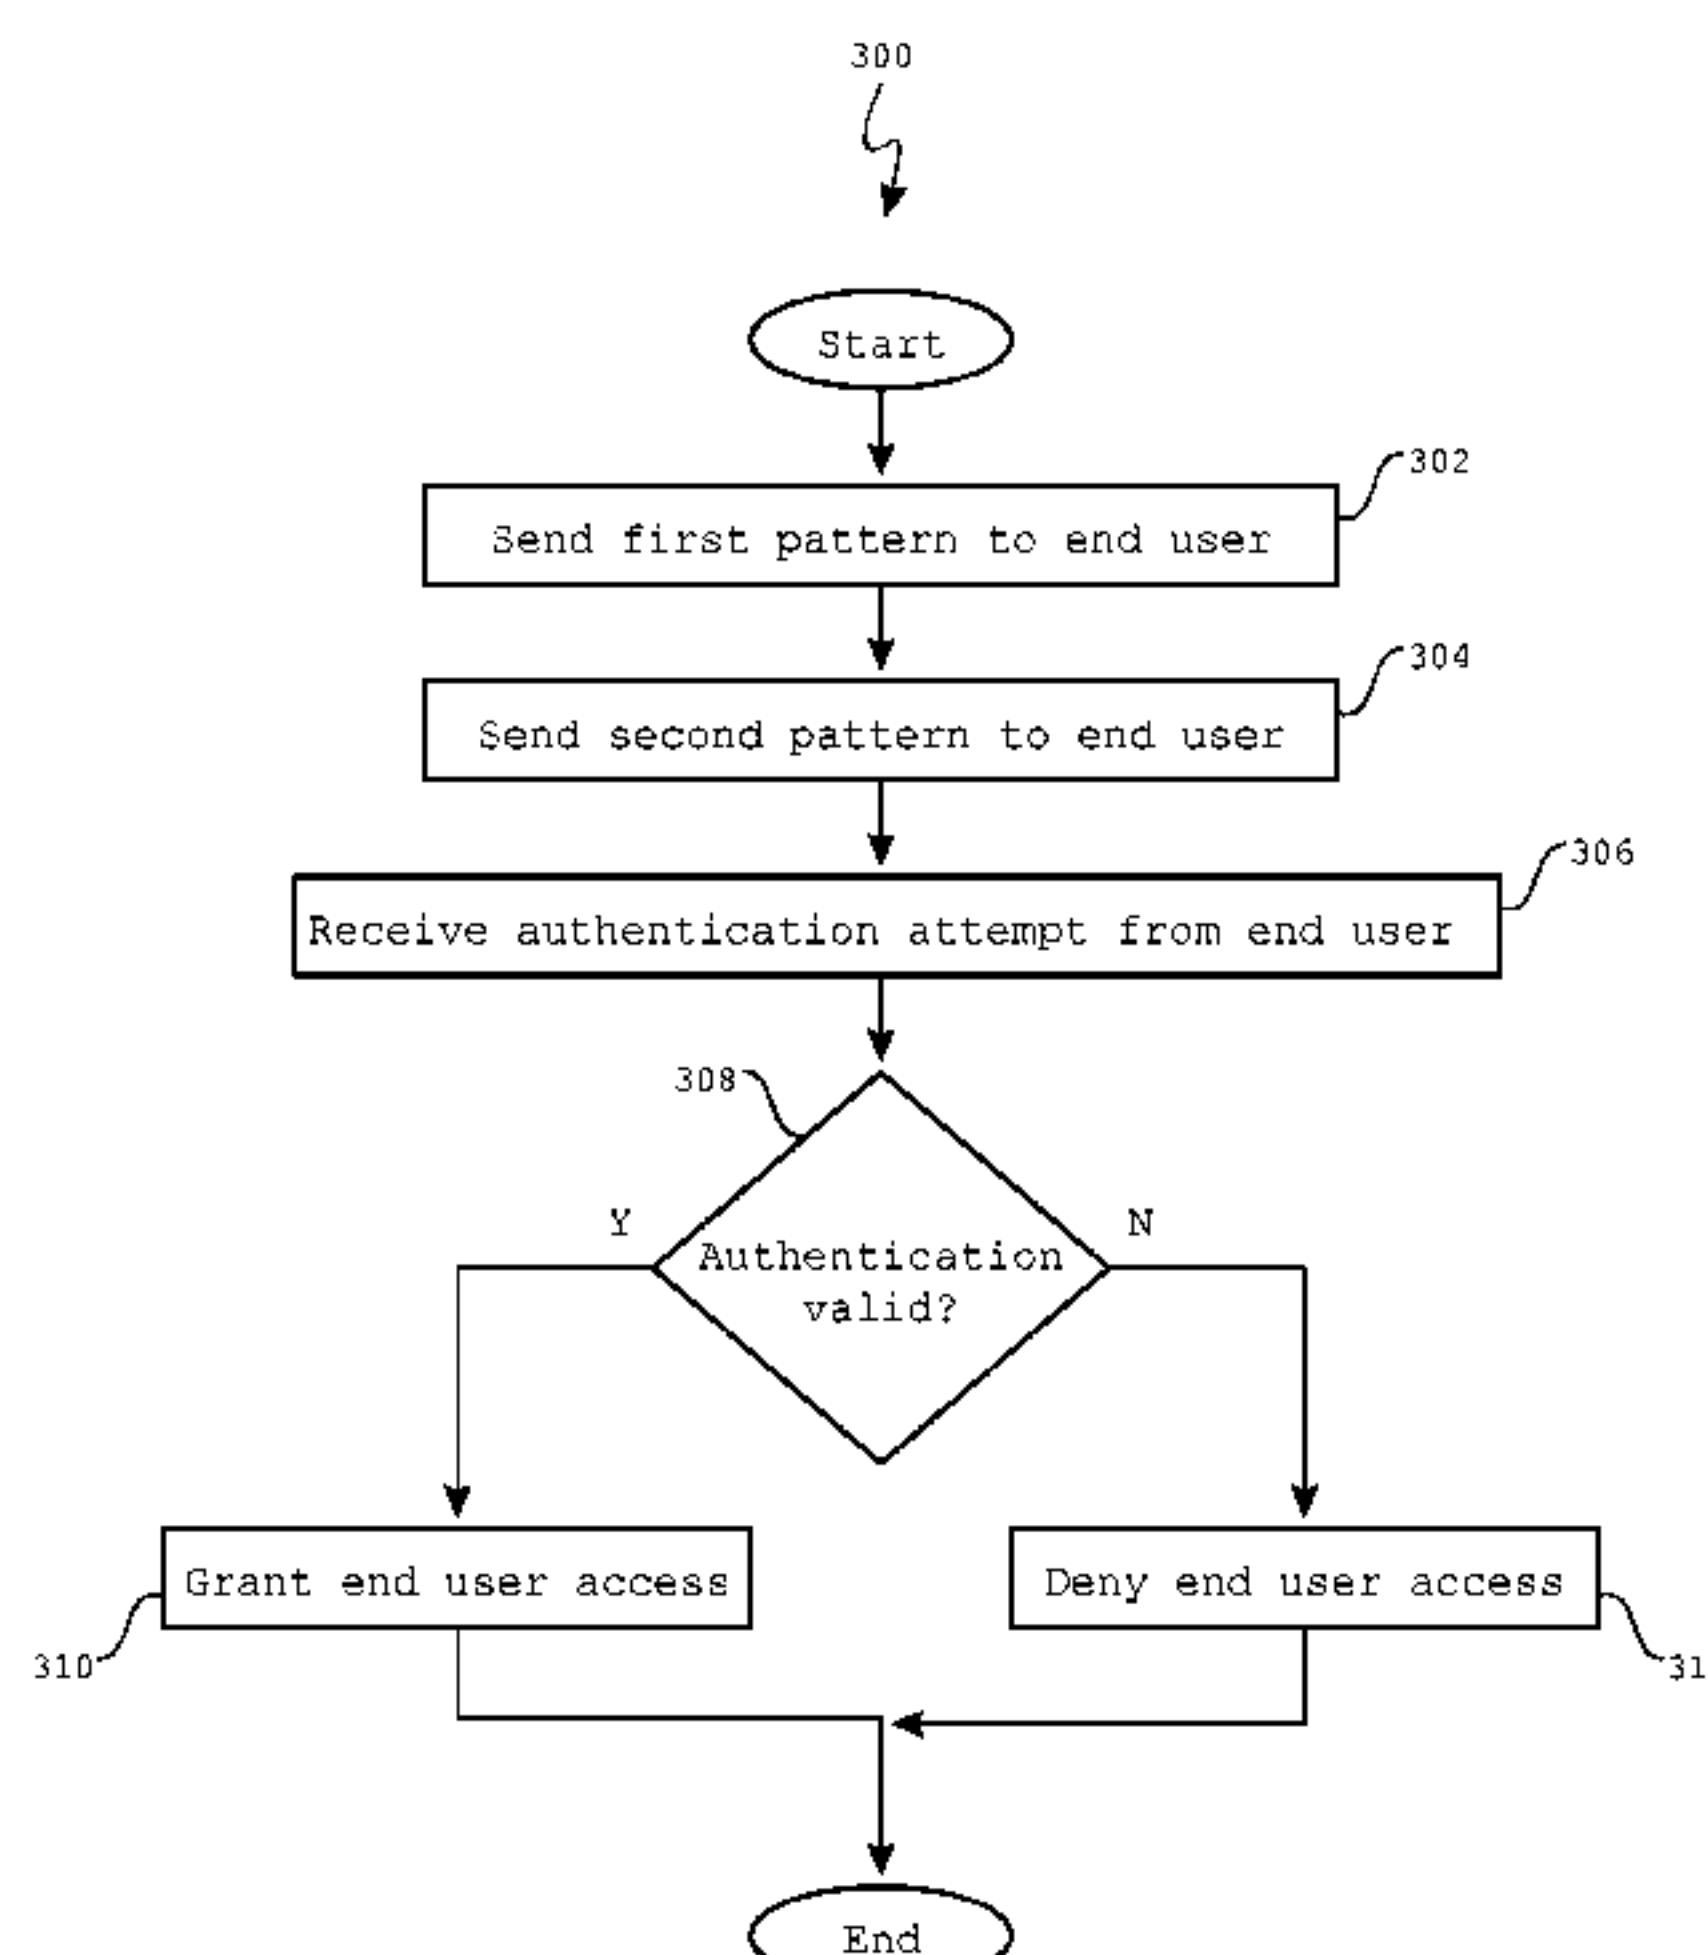 300
Start
302
Send first pattern to end user
304
Send second pattern to end user
306
Receive authentication attempt from end user
308
Y
N
Authentication
valid?
Grant end user access
Deny end user access
310
31
End